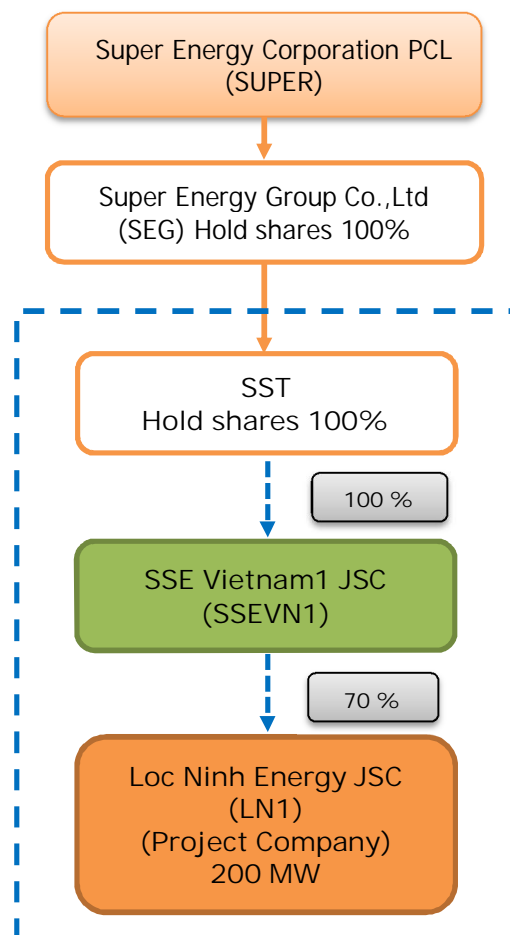 Super Energy Corporation PCL
(SUPER)
Super Energy Group Co.,Ltd
(SEG) Hold shares 100%
SST
Hold shares 100%
100 %
SSE Vietnam1 JSC
(SSEVN1)
70 %
Loc Ninh Energy JSC
(LN1)
(Project Company)
200 MW